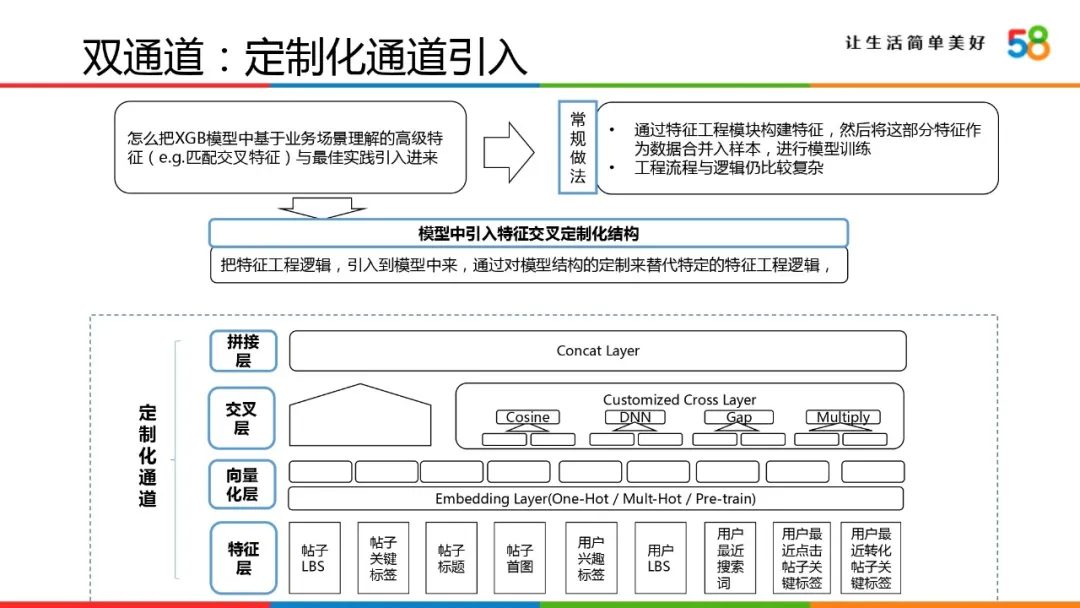 双通道：定制化通道引入
让生活简单美好
58
怎么把XGB模型中基于业务场景理解的高级特
征（e.g.匹配交叉特征）与最佳实践引入进来
常
规
做
法
• 通过特征工程模块构建特征，然后将这部分特征作
为数据合并入样本，进行模型训练
• 工程流程与逻辑仍比较复杂
模型中引入特征交叉定制化结构
把特征工程逻辑，引入到模型中来，通过对模型结构的定制来替代特定的特征工程逻辑，
定
制
化
通
道
拼接
层
Concat Layer
交叉
层
Customized Cross Layer
Cosine
DNN
Gap
Multiply
向量
化层
Embedding Layer(One-Hot / Mult-Hot / Pre-train)
特征
层
帖子
LBS
帖子
关键
标签
帖子
标题
帖子
首图
用户
兴趣
标签
用户
LBS
用户
最近
搜索
词
用户最
近点击
帖子关
键标签
用户最
近转化
帖子关
键标签